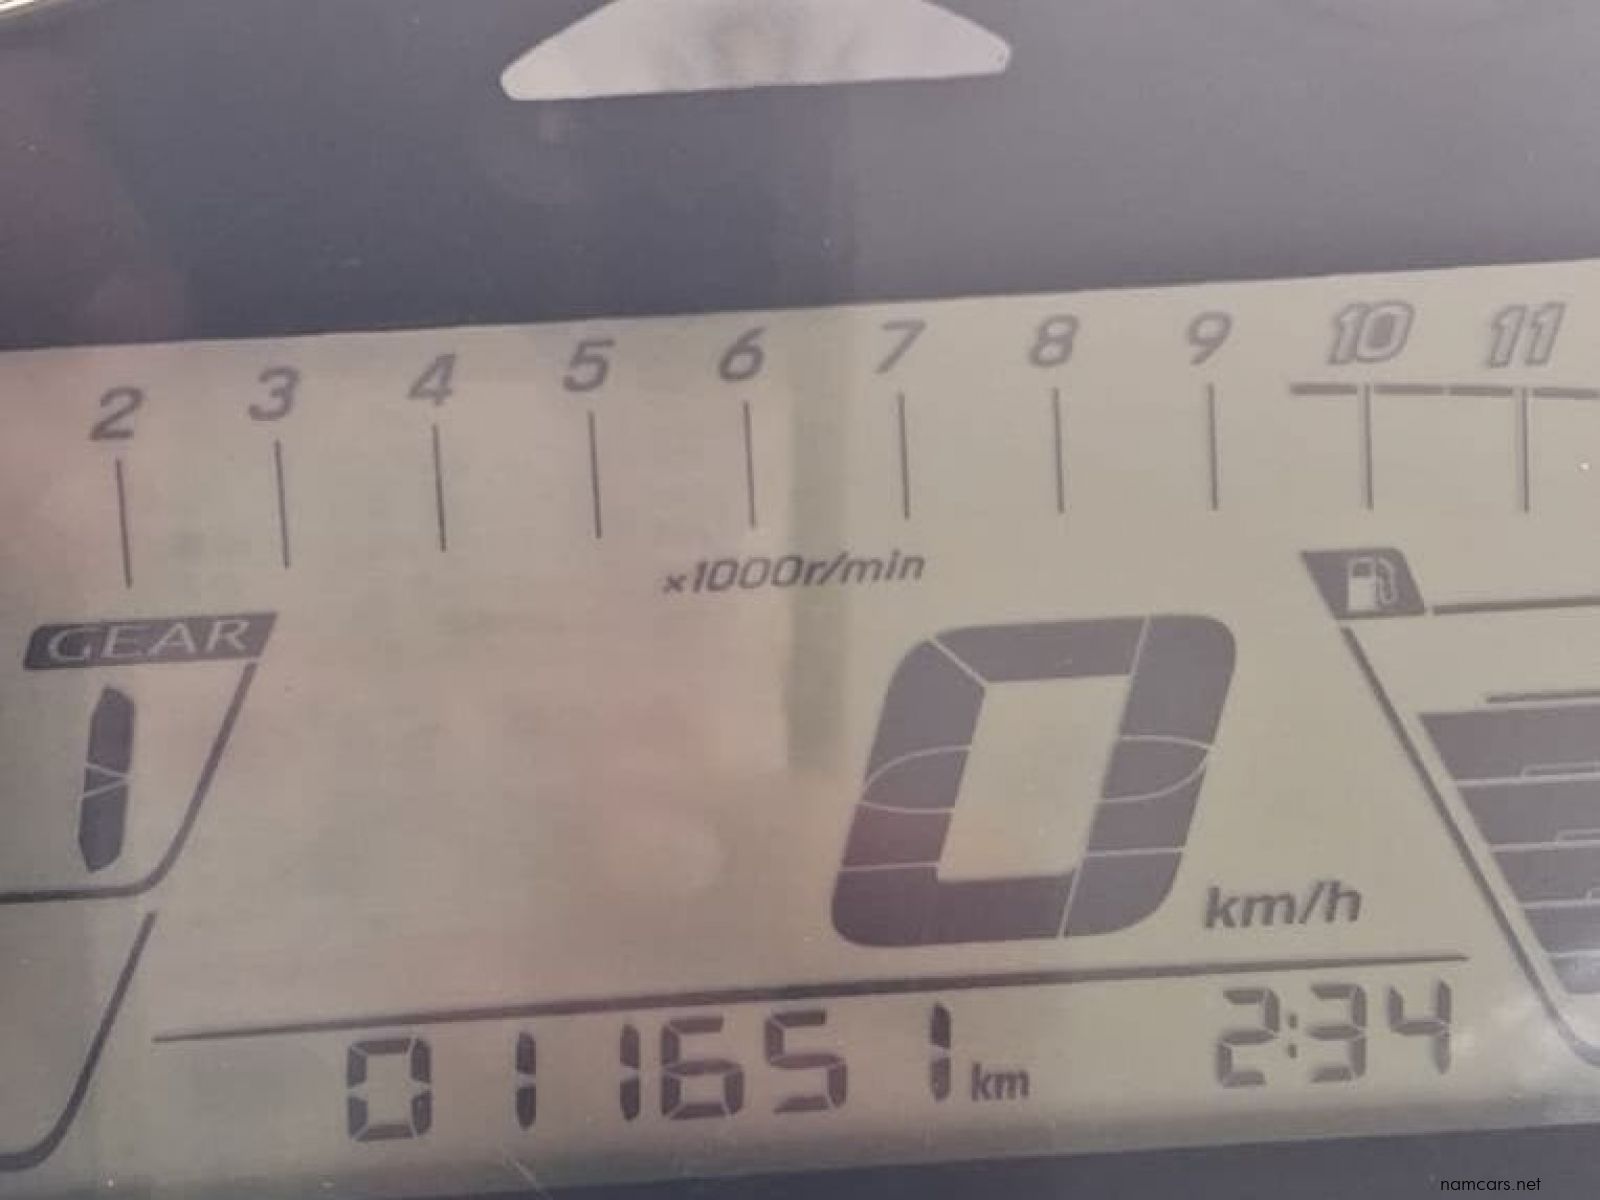 2 3 4 5 6 7 8 9 10 11
×1000r/min
GEAR
1
0 km/h
011651 km 2:34
namcars.net